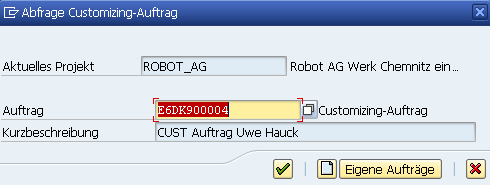 Abfrage Customizing-Auftrag
Aktuelles Projekt ROBOT_AG Robot AG Werk Chemnitz ein...
Auftrag E6DK900004 Customizing-Auftrag
Kurzbeschreibung CUST Auftrag Uwe Hauck
Eigene Aufträge